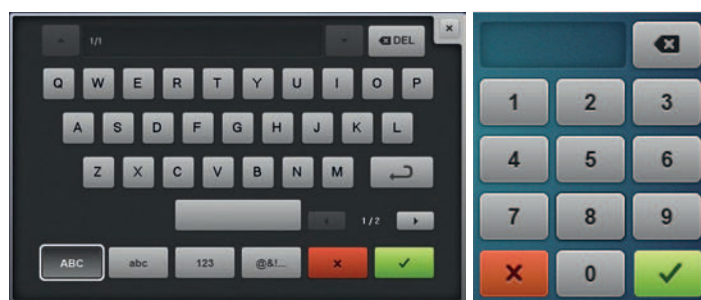 1/1 DEL ×
Q W E R T Y U I O P
A S D F G H J K L
Z X C V B N M
1/2
ABC abc 123 @&!...
1 2 3
4 5 6
7 8 9
0